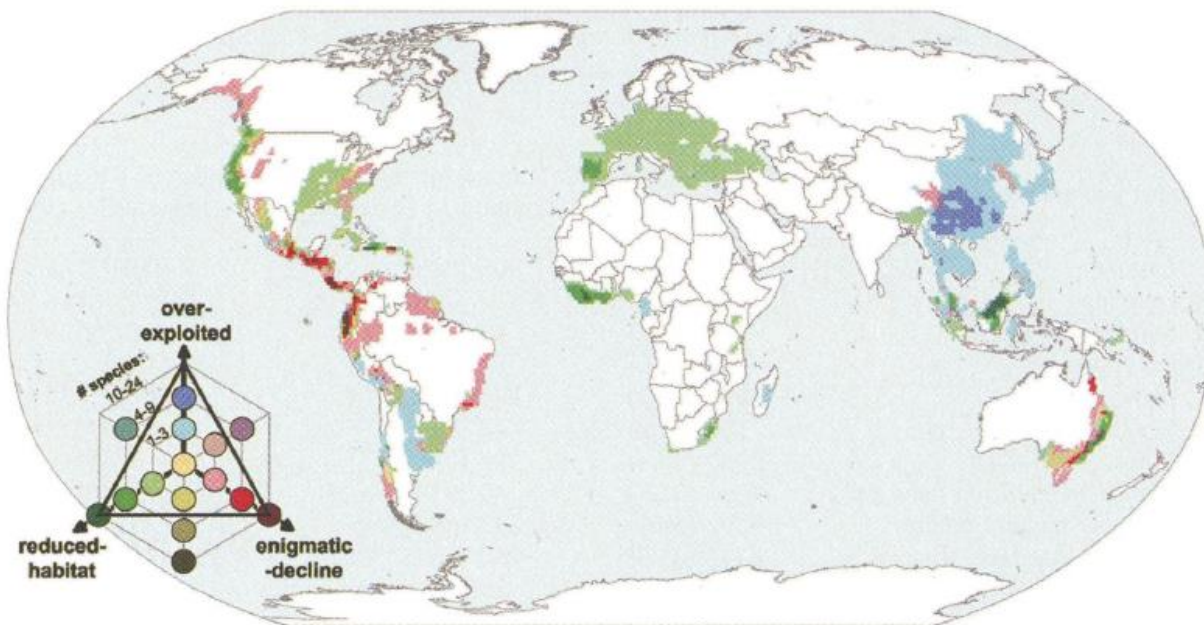 over-
exploited
# species:
10-24
4-9
1-3
reduced-
habitat
enigmatic
-decline